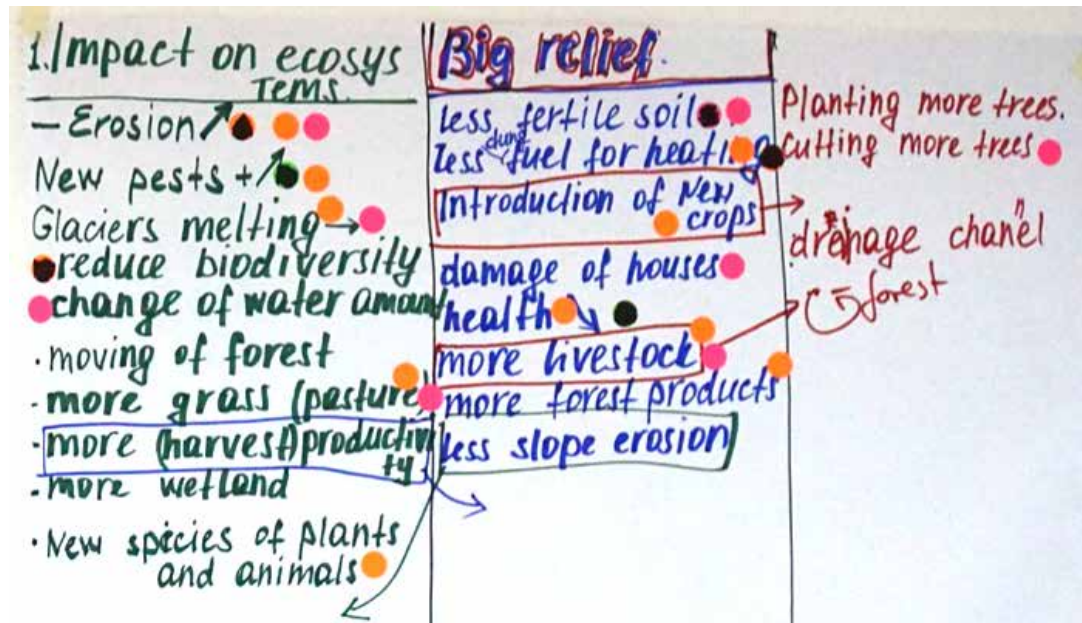 1. Impact on ecosys
Tems.
– Erosion ↗
New pests + ↗
Glaciers melting →
reduce biodiversity
change of water amount
· moving of forest
· more grass (pasture)
· more (harvest) productivi
ty
· more wetland
· New species of plants
and animals
Big relief.
less fertile soil
less dung fuel for heating
Introduction of New
crops
damage of houses
health
more livestock
more forest products
less slope erosion
Planting more trees.
cutting more trees
drenage chanel
n
forest